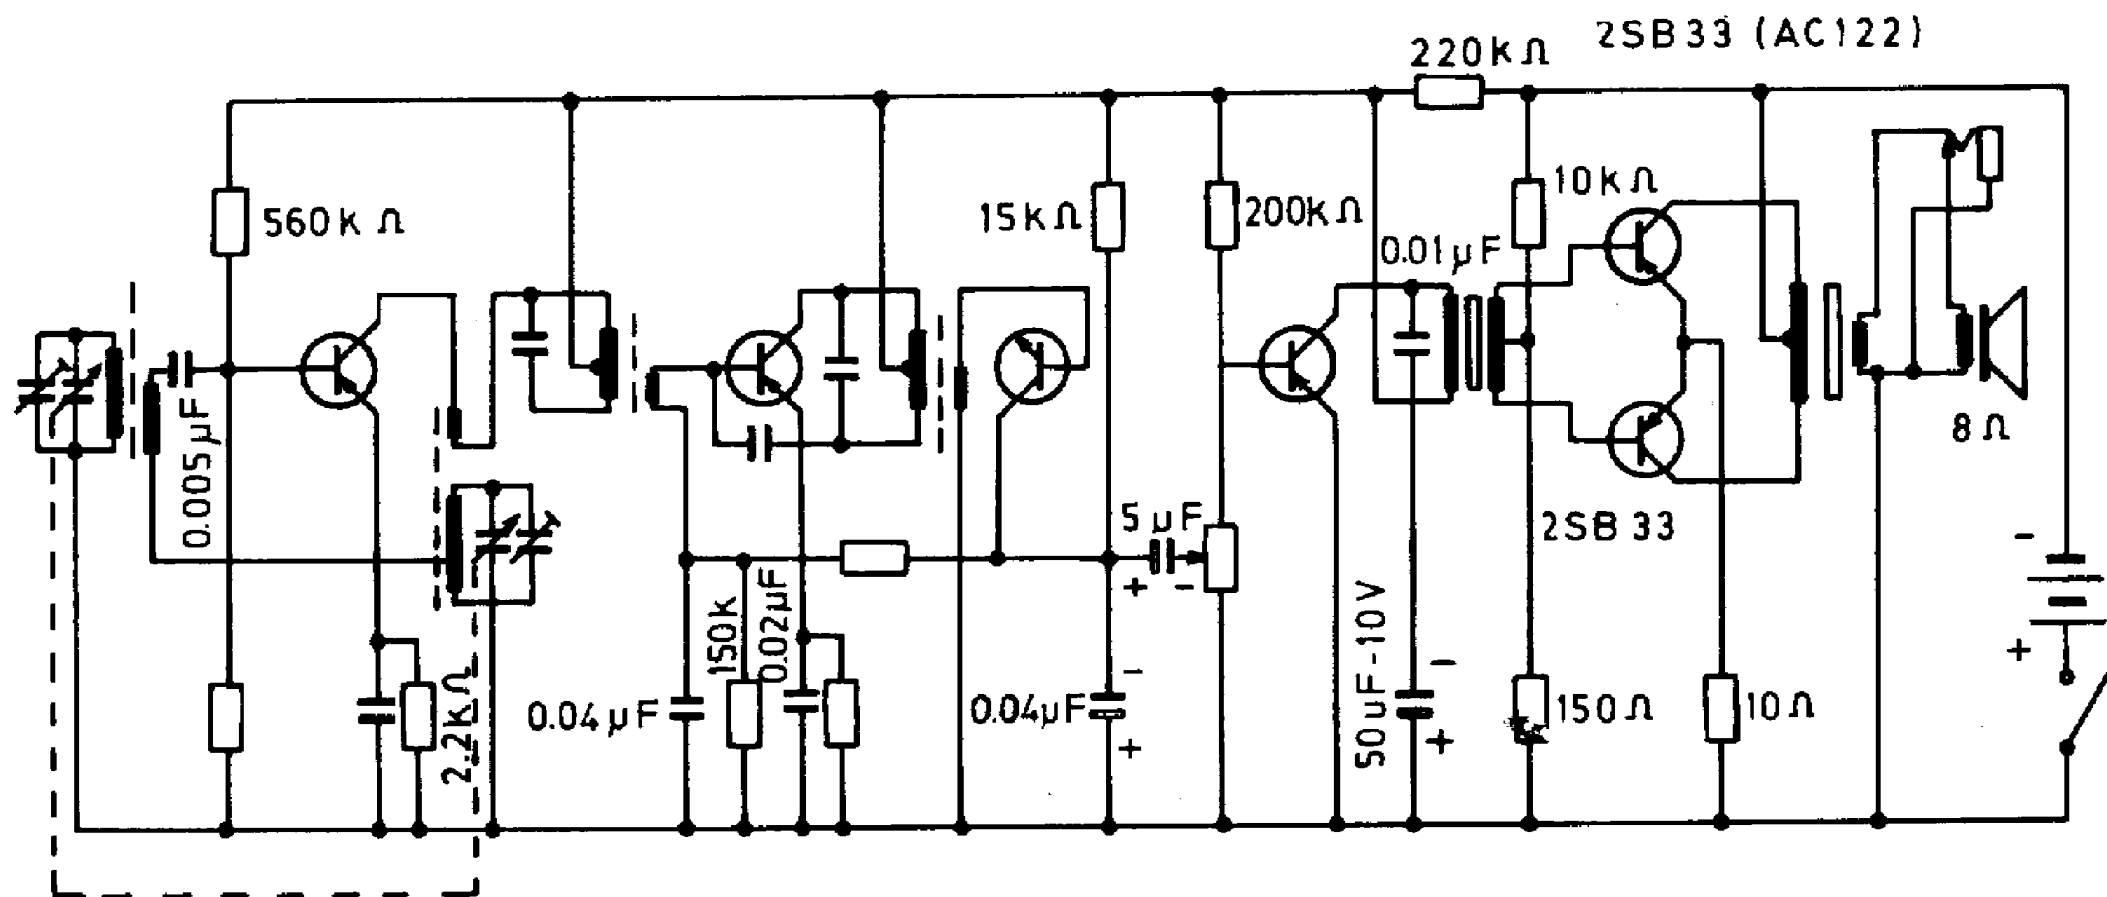 2SB33 (AC122)
220kΩ
560kΩ
15kΩ
200kΩ
10kΩ
0.01μF
0.005μF
5μF
+ -
2SB33
8Ω
-
+
2.2kΩ
0.04μF
150k
0.02μF
0.04μF
-
+
50μF-10V
-
+
150Ω
10Ω